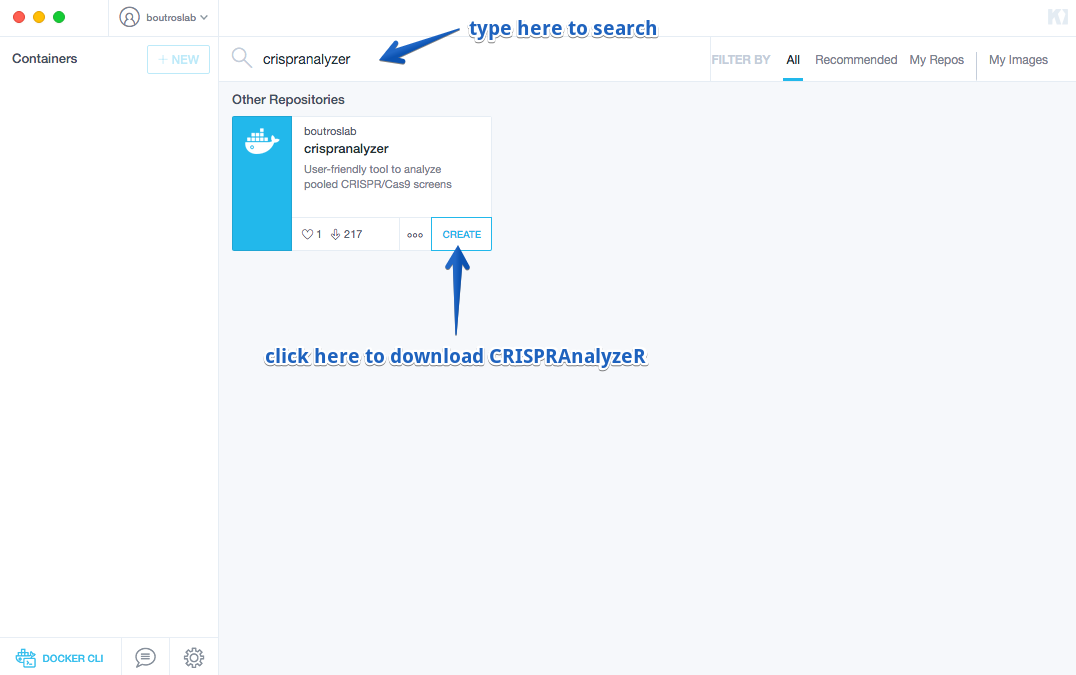 boutroslab
type here to search
Containers
+ NEW
crispranalyzer
FILTER BY
All
Recommended
My Repos
My Images
Other Repositories
boutroslab
crispranalyzer
User-friendly tool to analyze
pooled CRISPR/Cas9 screens
1
217
CREATE
click here to download CRISPRAnalyzeR
DOCKER CLI